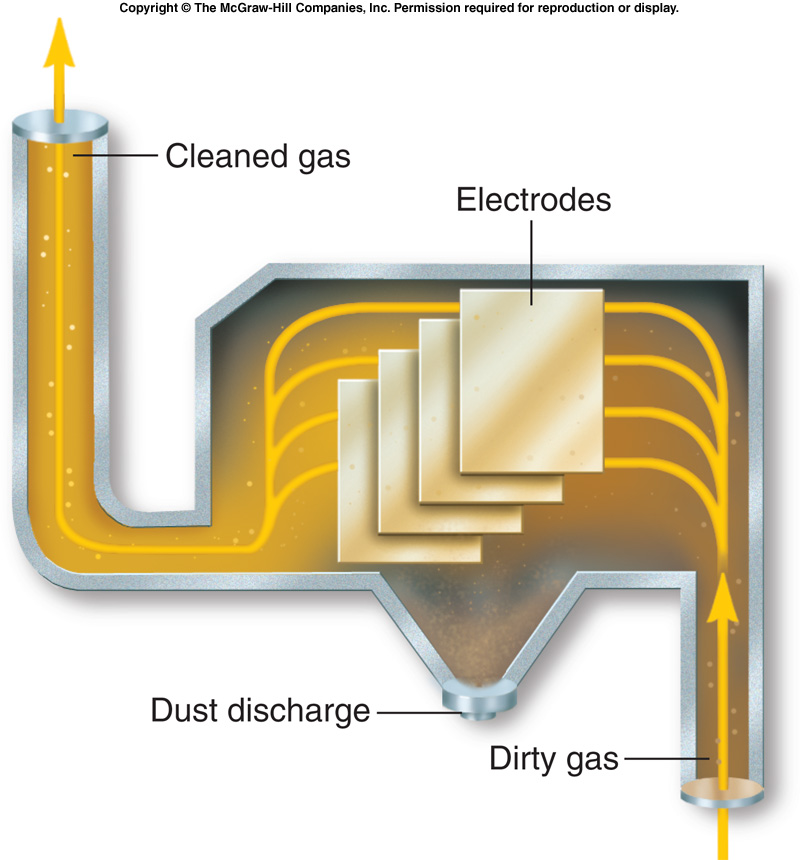 Copyright © The McGraw-Hill Companies, Inc. Permission required for reproduction or display.
Cleaned gas
Electrodes
Dust discharge
Dirty gas